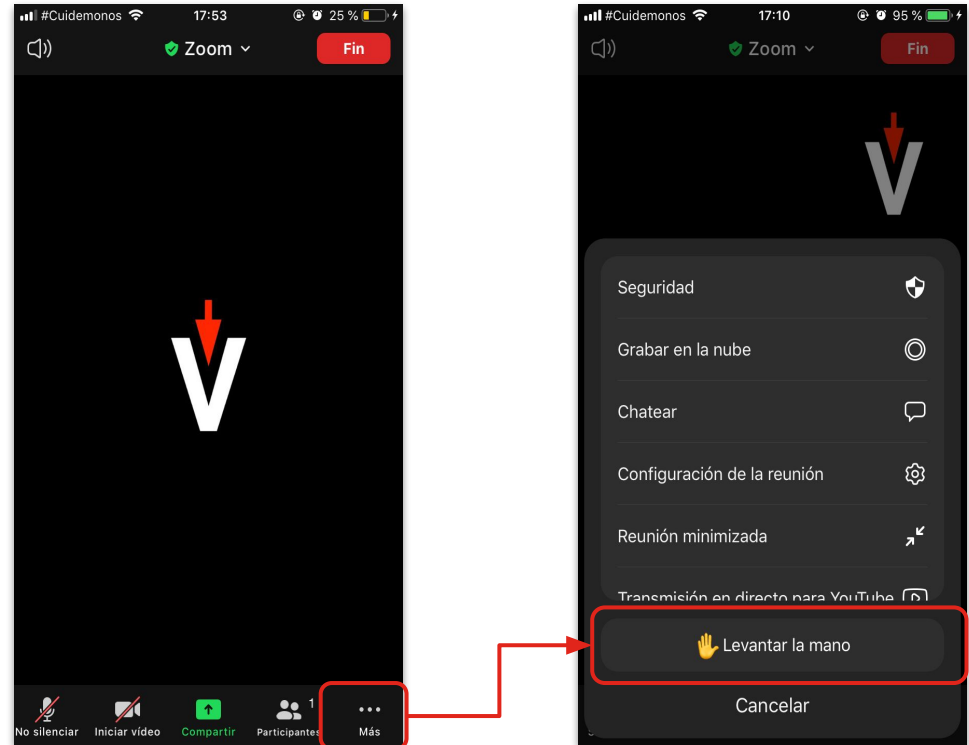 #Cuidemonos 17:53 25 %
Zoom Fin
V
No silenciar Iniciar vídeo Compartir Participantes 1 Más
#Cuidemonos 17:10 95 %
Zoom Fin
V
Seguridad
Grabar en la nube
Chatear
Configuración de la reunión
Reunión minimizada
Transmisión en directo para YouTube
Levantar la mano
Cancelar